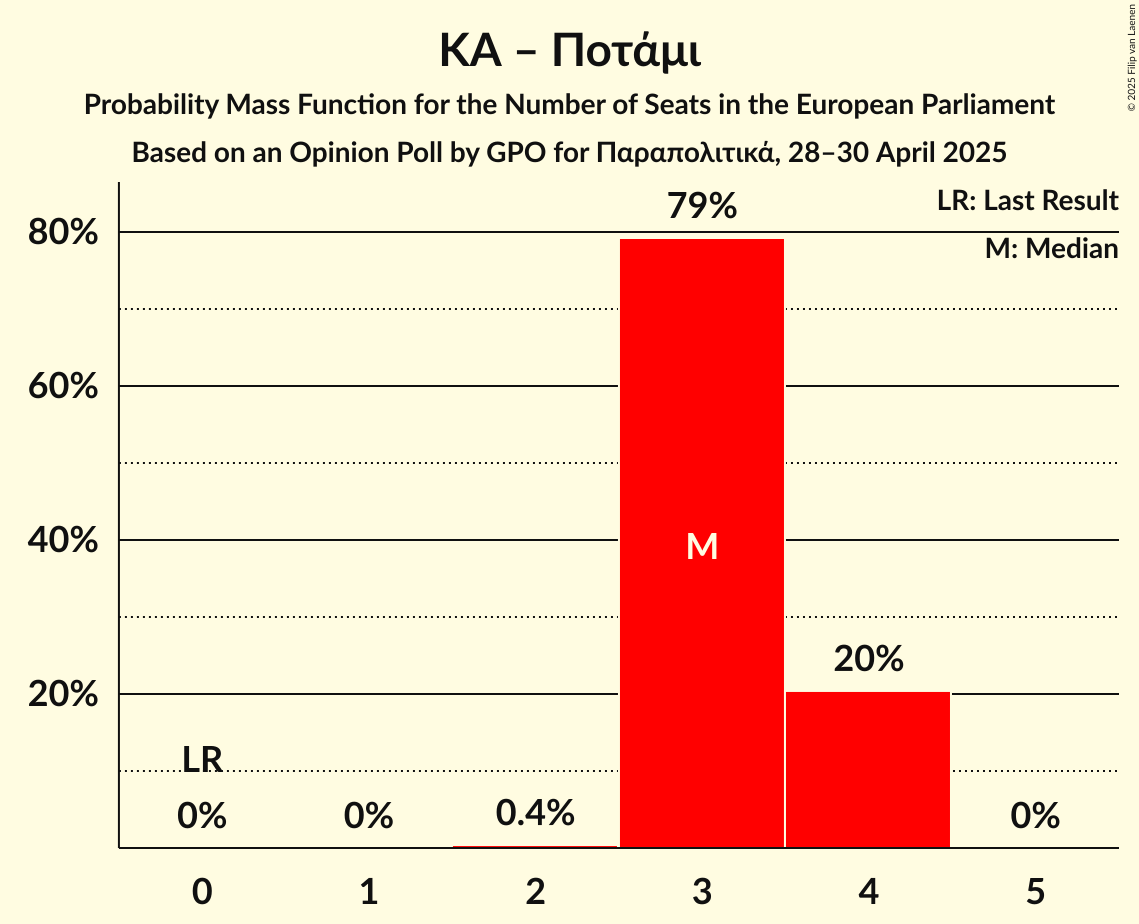 ΚΑ – Ποτάμι
Probability Mass Function for the Number of Seats in the European Parliament
Based on an Opinion Poll by GPO for Παραπολιτικά, 28–30 April 2025
© 2025 Filip van Laenen
LR: Last Result
M: Median
79%
80%
60%
40%
M
20%
20%
LR
0%
0%
0.4%
0%
0
1
2
3
4
5